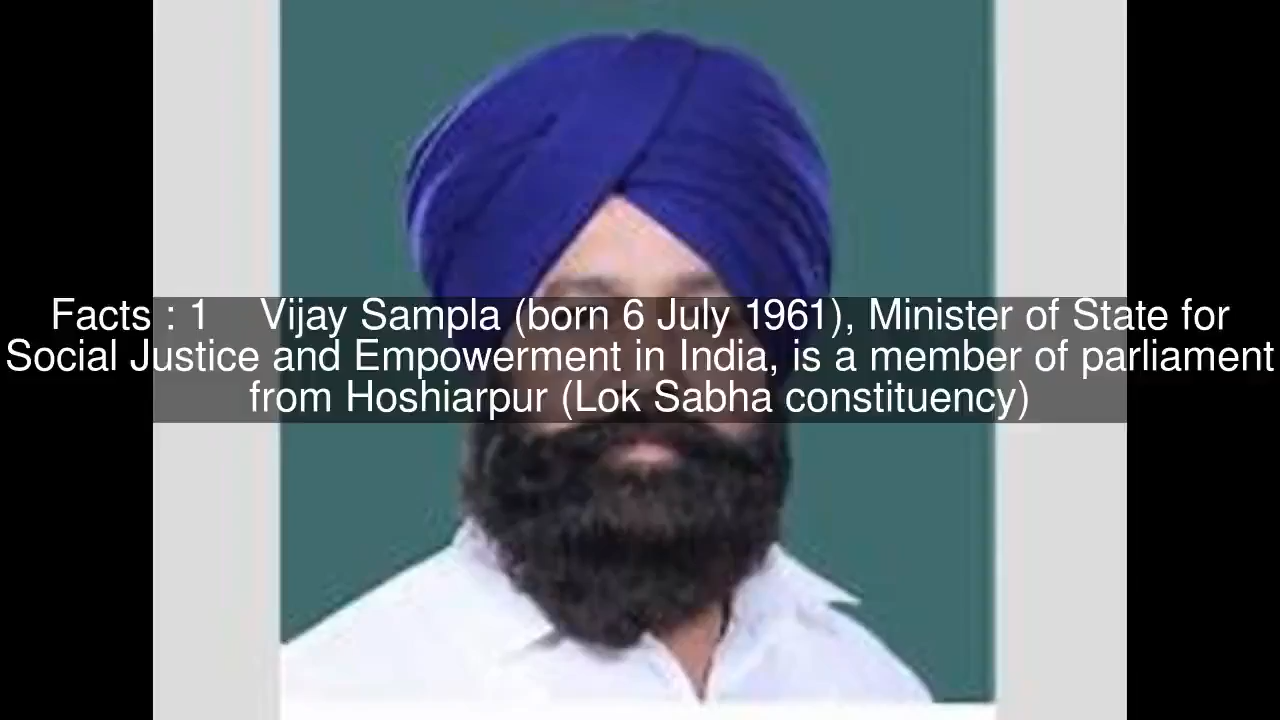 Facts : 1 Vijay Sampla (born 6 July 1961), Minister of State for
Social Justice and Empowerment in India, is a member of parliament
from Hoshiarpur (Lok Sabha constituency)